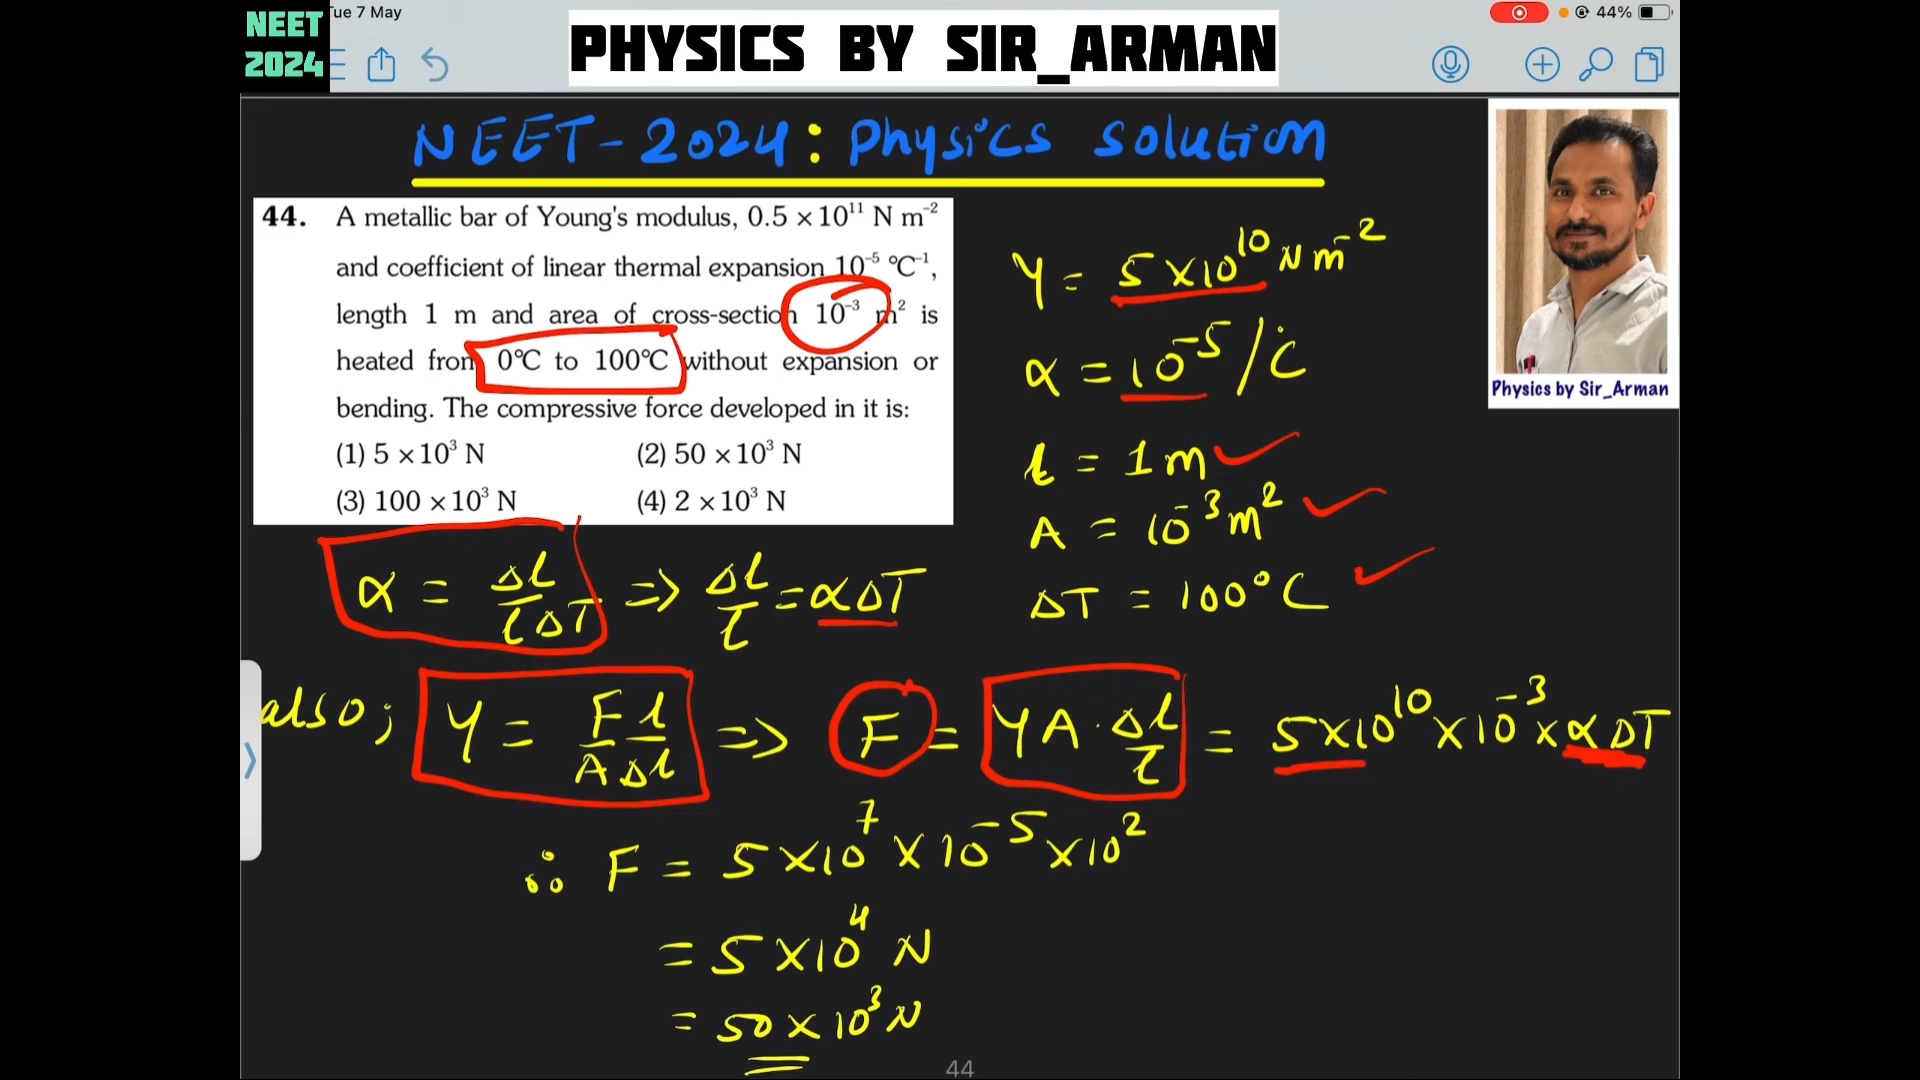 NEET
2024
Tue 7 May
PHYSICS BY SIR_ARMAN
44%
NEET-2024: Physics Solution
44. A metallic bar of Young's modulus, 0.5 × 10¹¹ N m⁻²
and coefficient of linear thermal expansion 10⁻⁵ °C⁻¹,
length 1 m and area of cross-section 10⁻³ m² is
heated from 0°C to 100°C without expansion or
bending. The compressive force developed in it is:
(1) 5 × 10³ N (2) 50 × 10³ N
(3) 100 × 10³ N (4) 2 × 10³ N
Y = 5×10¹⁰ N m⁻²
α = 10⁻⁵/°C
l = 1m
A = 10⁻³m²
ΔT = 100°C
Physics by Sir_Arman
α = Δl/lΔT => Δl/l = αΔT
also; Y = Fl/AΔl => F = YA·Δl/l = 5×10¹⁰×10⁻³×αΔT
∴ F = 5×10⁷×10⁻⁵×10²
= 5×10⁴ N
= 50×10³ N
44